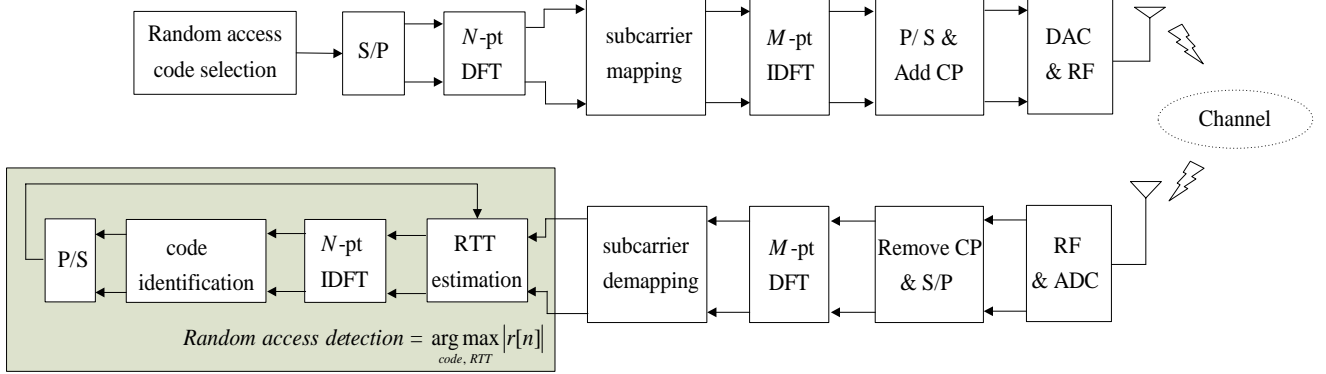 Random access
code selection
S/P
N-pt
DFT
subcarrier
mapping
M-pt
IDFT
P/ S &
Add CP
DAC
& RF
Channel
P/S
code
identification
N-pt
IDFT
RTT
estimation
subcarrier
demapping
M-pt
DFT
Remove CP
& S/P
RF
& ADC
Random access detection = arg max |r[n]|
code, RTT